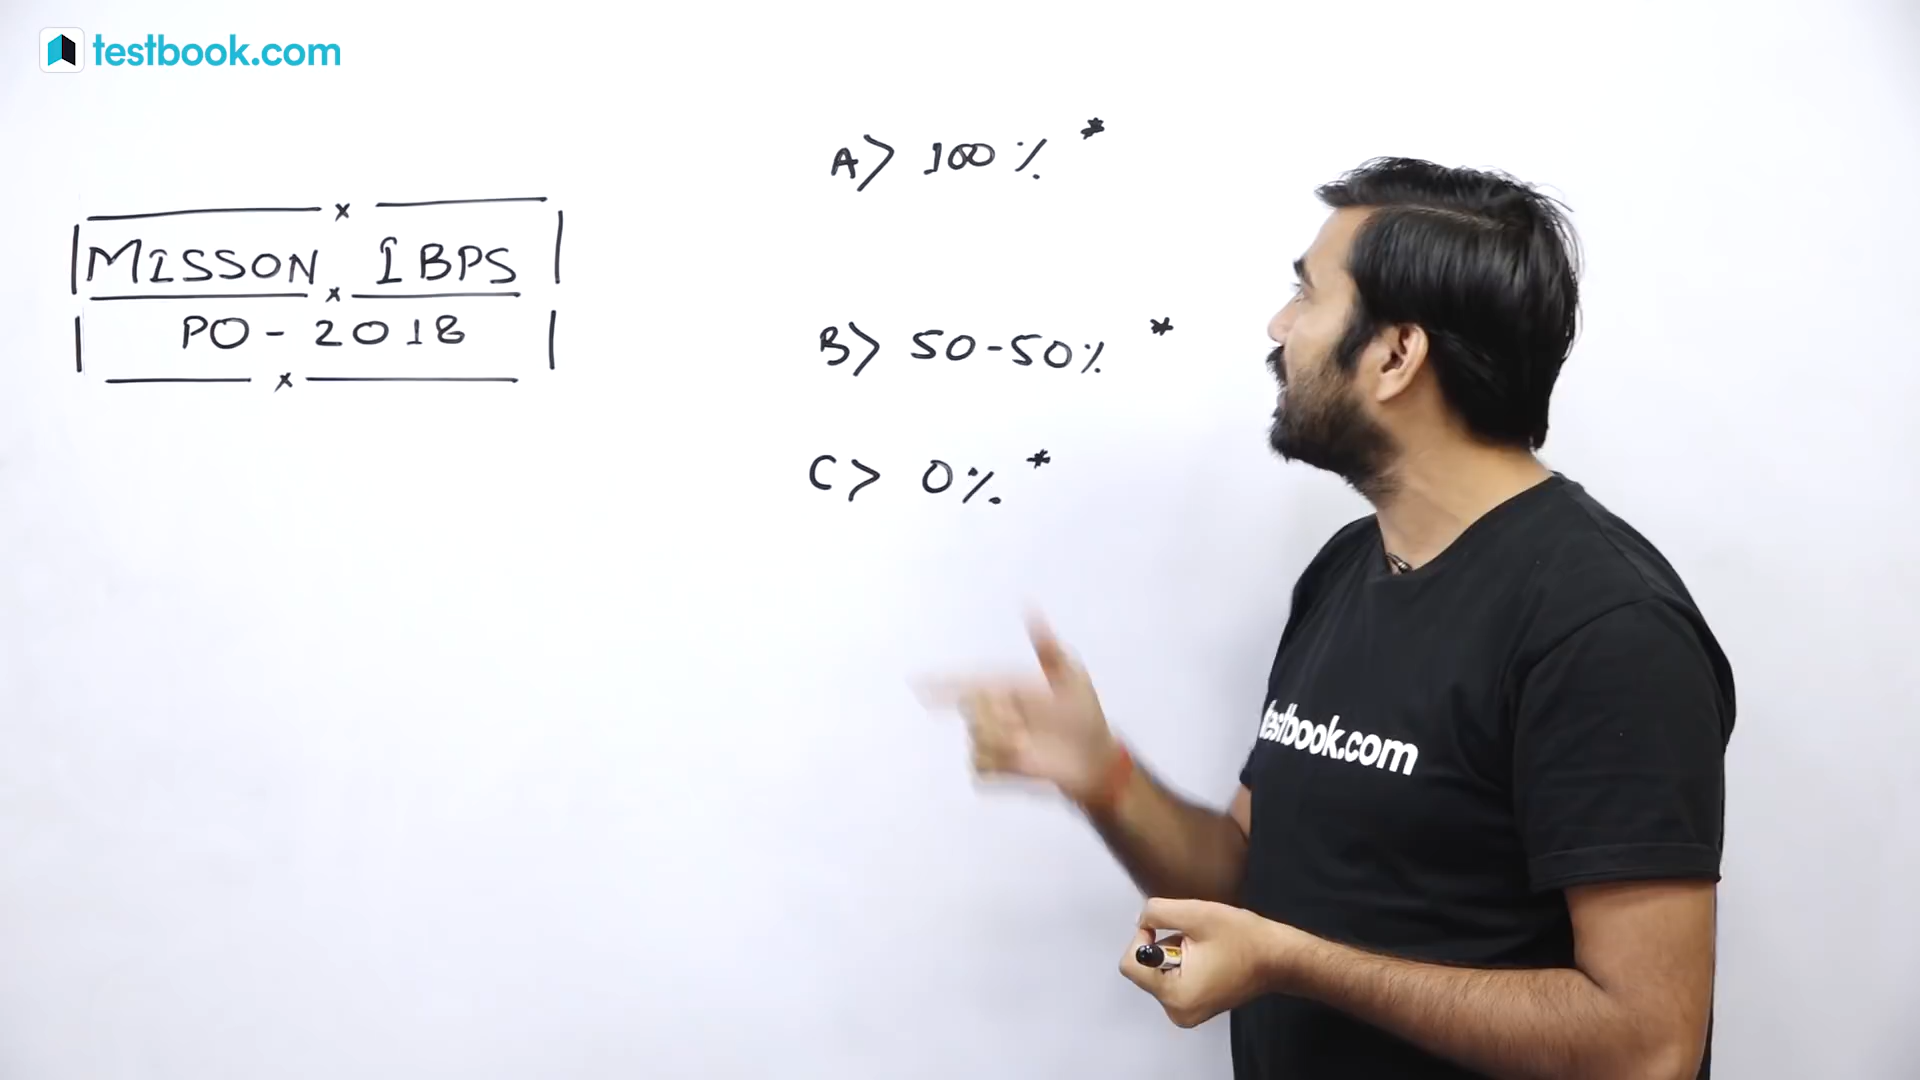 testbook.com
MISSON IBPS
PO - 2018
A> 100% *
B> 50-50% *
C> 0% *
testbook.com